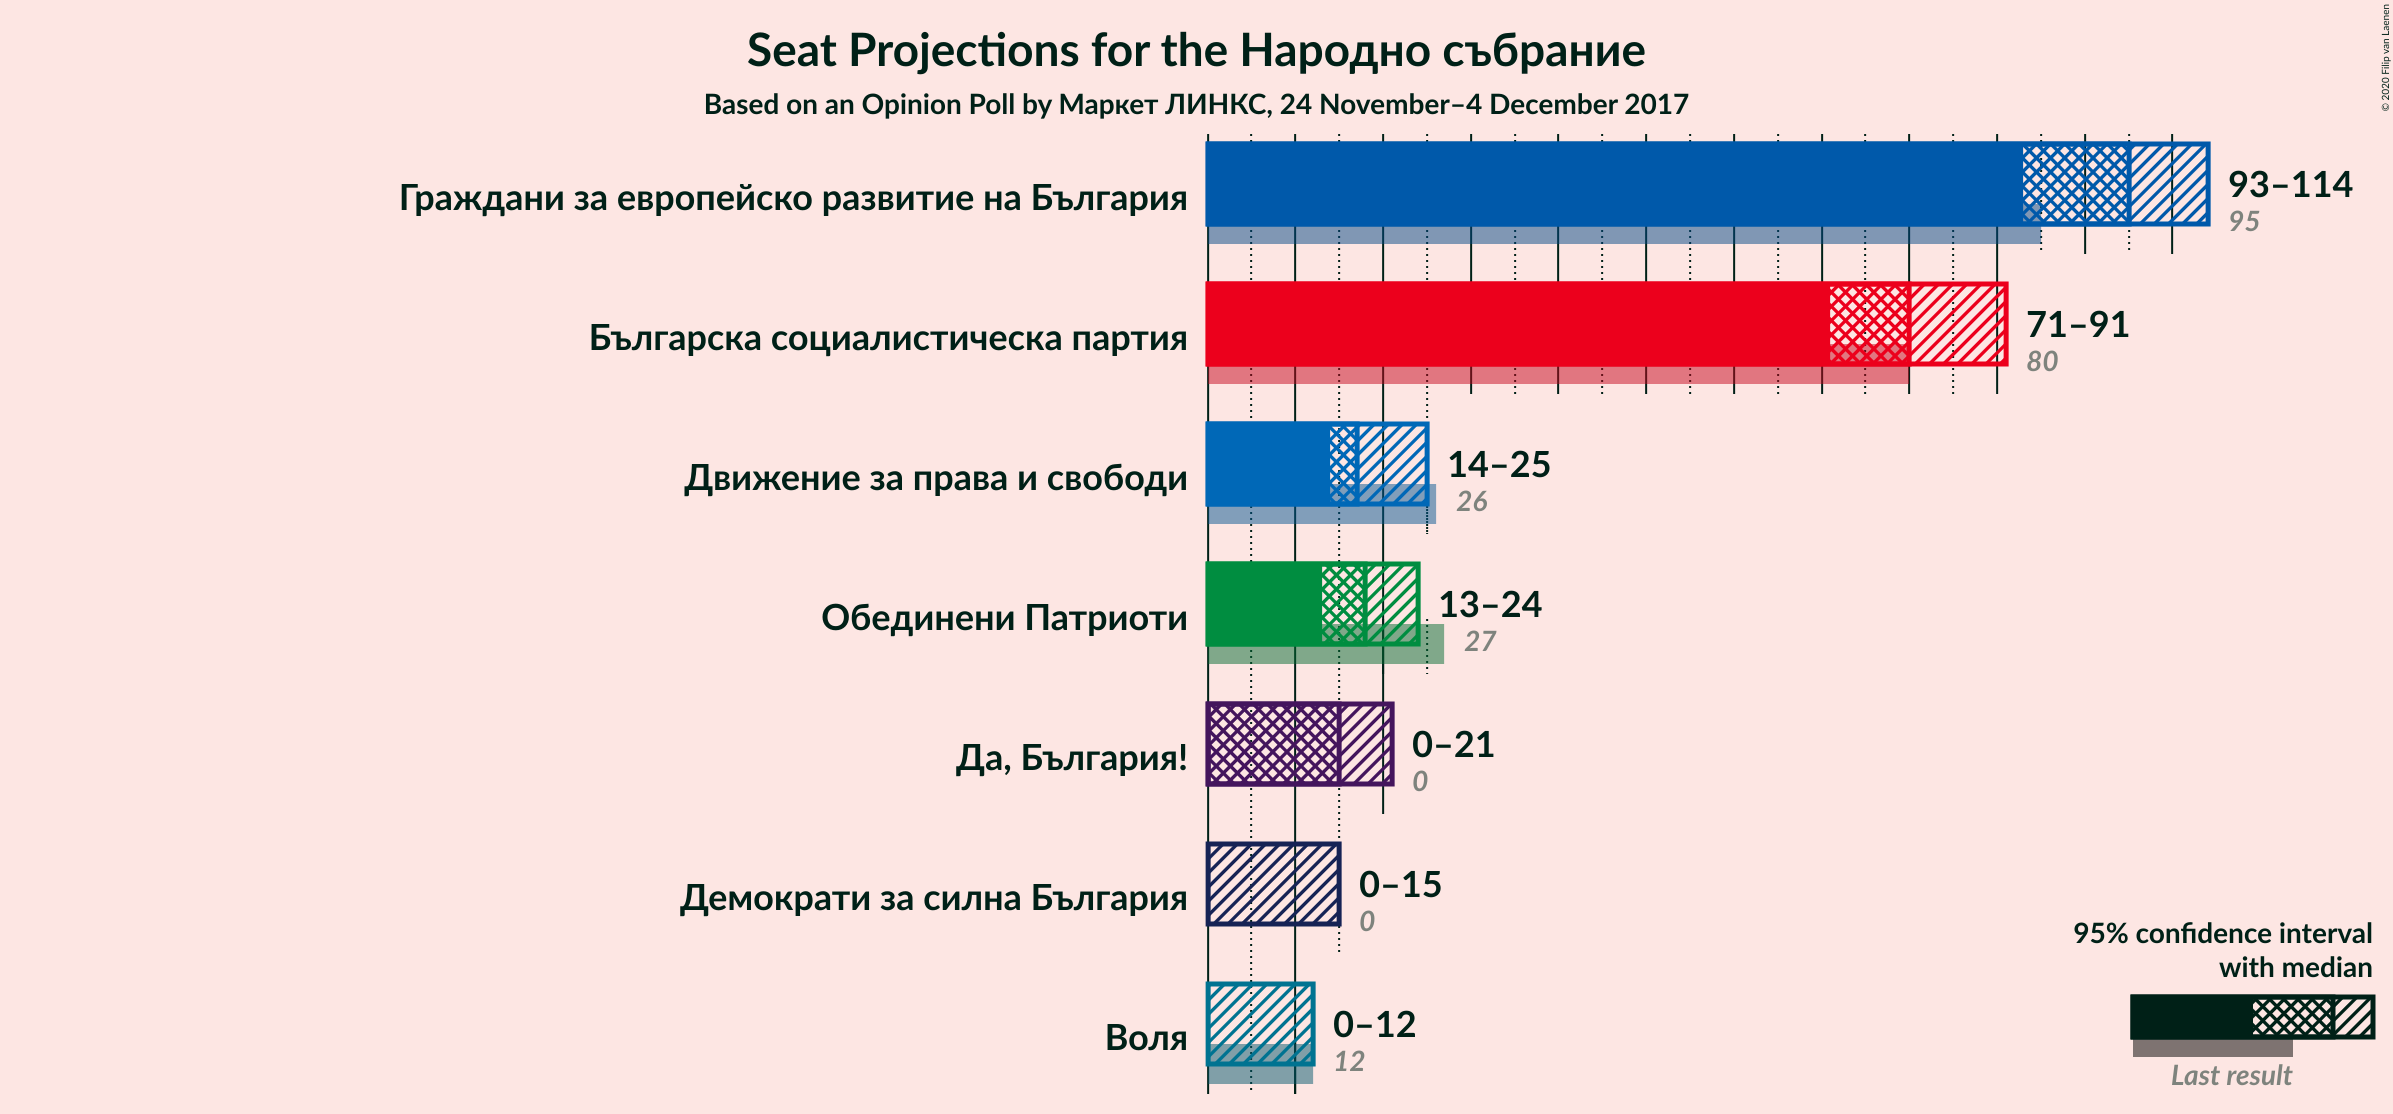 Seat Projections for the Народно събрание
Based on an Opinion Poll by Маркет ЛИНКС, 24 November–4 December 2017
© 2020 Filip van Laenen
Граждани за европейско развитие на България
93–114
95
Българска социалистическа партия
71–91
80
Движение за права и свободи
14–25
26
Обединени Патриоти
13–24
27
Да, България!
0–21
0
Демократи за силна България
0–15
0
Воля
0–12
12
95% confidence interval
with median
Last result